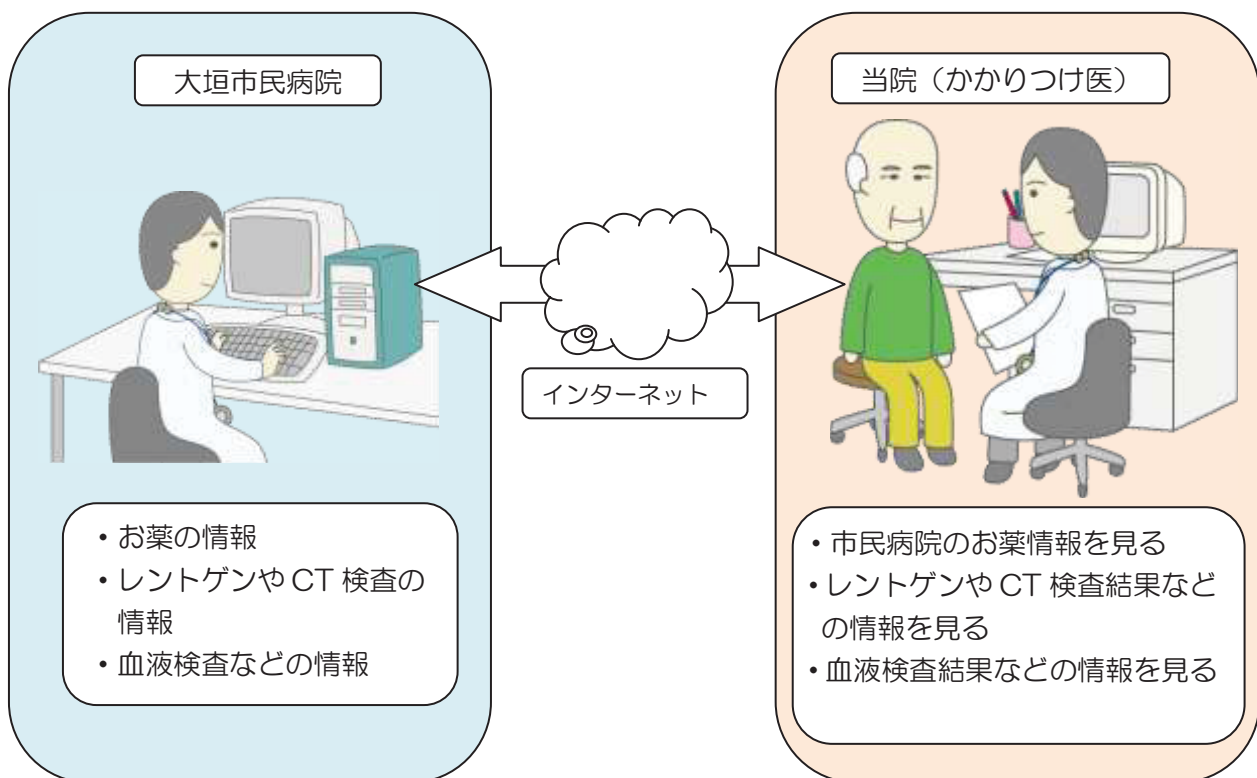 大垣市民病院
当院（かかりつけ医）
インターネット
・お薬の情報
・レントゲンや CT 検査の
情報
・血液検査などの情報
・市民病院のお薬情報を見る
・レントゲンや CT 検査結果など
の情報を見る
・血液検査結果などの情報を見る